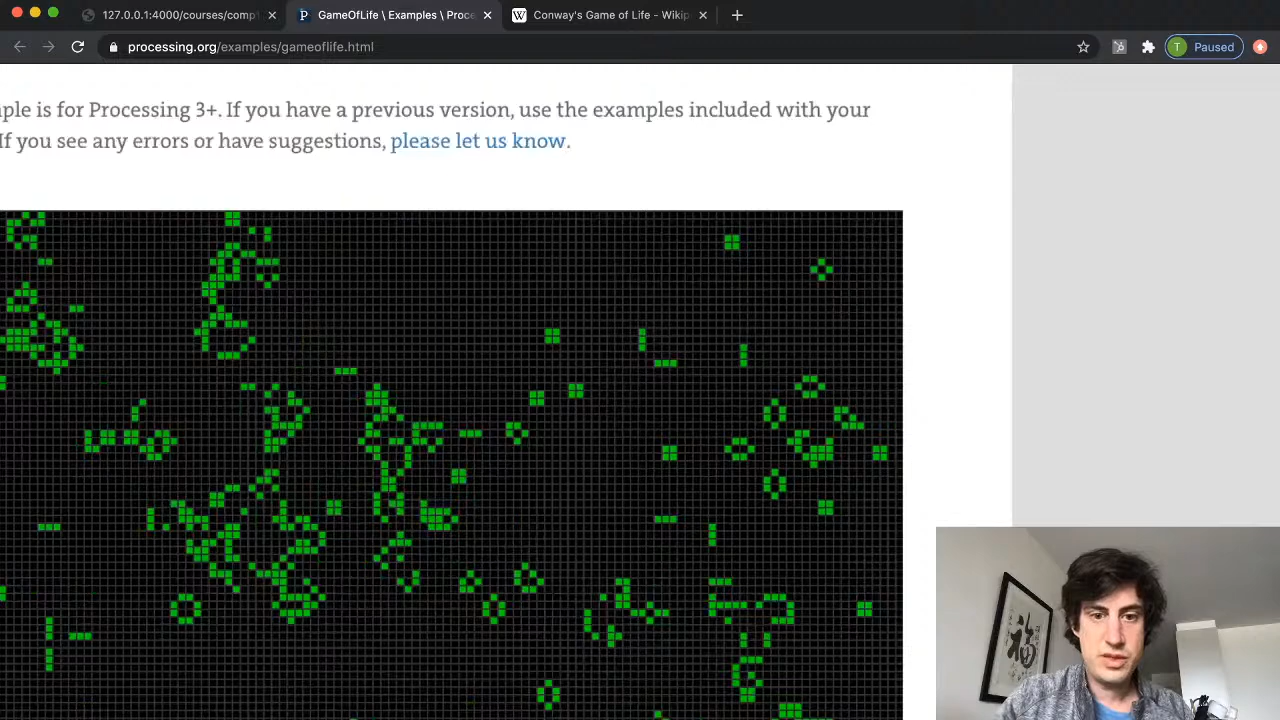 127.0.0.1:4000/courses/comp
GameOfLife \ Examples \ Proce
Conway's Game of Life - Wikip
processing.org/examples/gameoflife.html
T Paused
ple is for Processing 3+. If you have a previous version, use the examples included with your
If you see any errors or have suggestions, please let us know.